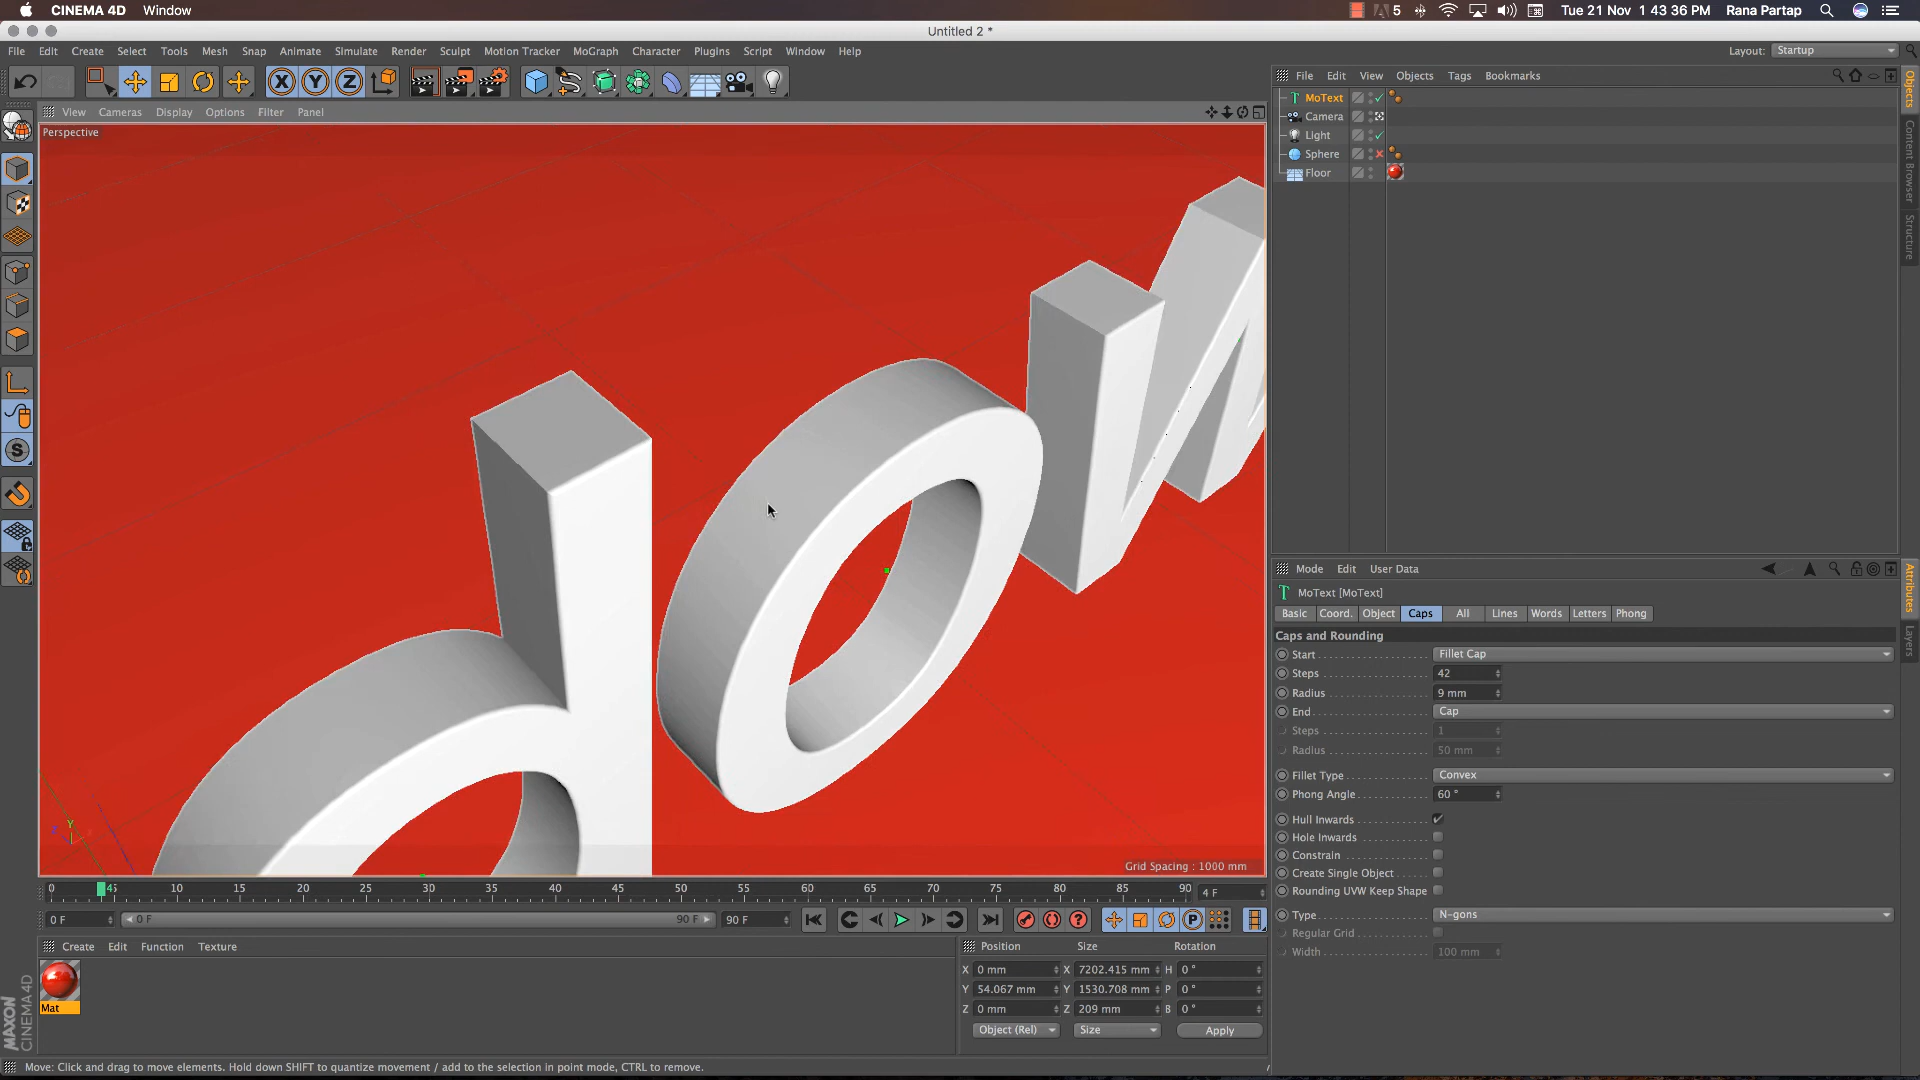 CINEMA 4D Window
5 Tue 21 Nov 1 43 36 PM Rana Partap
Untitled 2 *
File Edit Create Select Tools Mesh Snap Animate Simulate Render Sculpt Motion Tracker MoGraph Character Plugins Script Window Help
Layout: Startup
X Y Z
File Edit View Objects Tags Bookmarks
View Cameras Display Options Filter Panel
Perspective
MoText
Camera
Light
Sphere
Floor
Objects
Content Browser
Structure
doN
Mode Edit User Data
MoText [MoText]
Basic Coord. Object Caps All Lines Words Letters Phong
Caps and Rounding
Start Fillet Cap
Steps 42
Radius 9 mm
End Cap
Steps 1
Radius 50 mm
Fillet Type Convex
Phong Angle 60 °
Hull Inwards
Hole Inwards
Constrain
Create Single Object
Rounding UVW Keep Shape
Type N-gons
Regular Grid
Width 100 mm
Attributes
Layers
Y
Grid Spacing : 1000 mm
0 45 10 15 20 25 30 35 40 45 50 55 60 65 70 75 80 85 90 4 F
0 F 0 F 90 F 90 F
Create Edit Function Texture
Mat
Position Size Rotation
X 0 mm X 7202.415 mm H 0 °
Y 54.067 mm Y 1530.708 mm P 0 °
Z 0 mm Z 209 mm B 0 °
Object (Rel) Size Apply
MAXON
CINEMA 4D
Move: Click and drag to move elements. Hold down SHIFT to quantize movement / add to the selection in point mode, CTRL to remove.